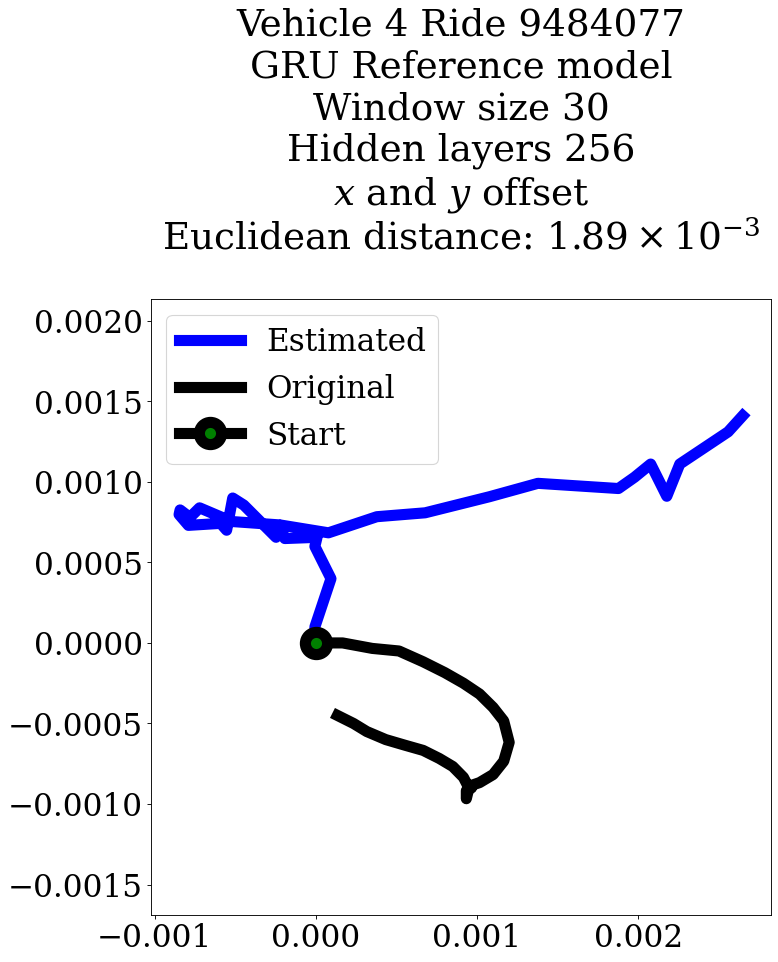 Vehicle 4 Ride 9484077
GRU Reference model
Window size 30
Hidden layers 256
x and y offset
Euclidean distance: 1.89 × 10⁻³
Estimated
Original
Start
0.0020
0.0015
0.0010
0.0005
0.0000
−0.0005
−0.0010
−0.0015
−0.001 0.000 0.001 0.002